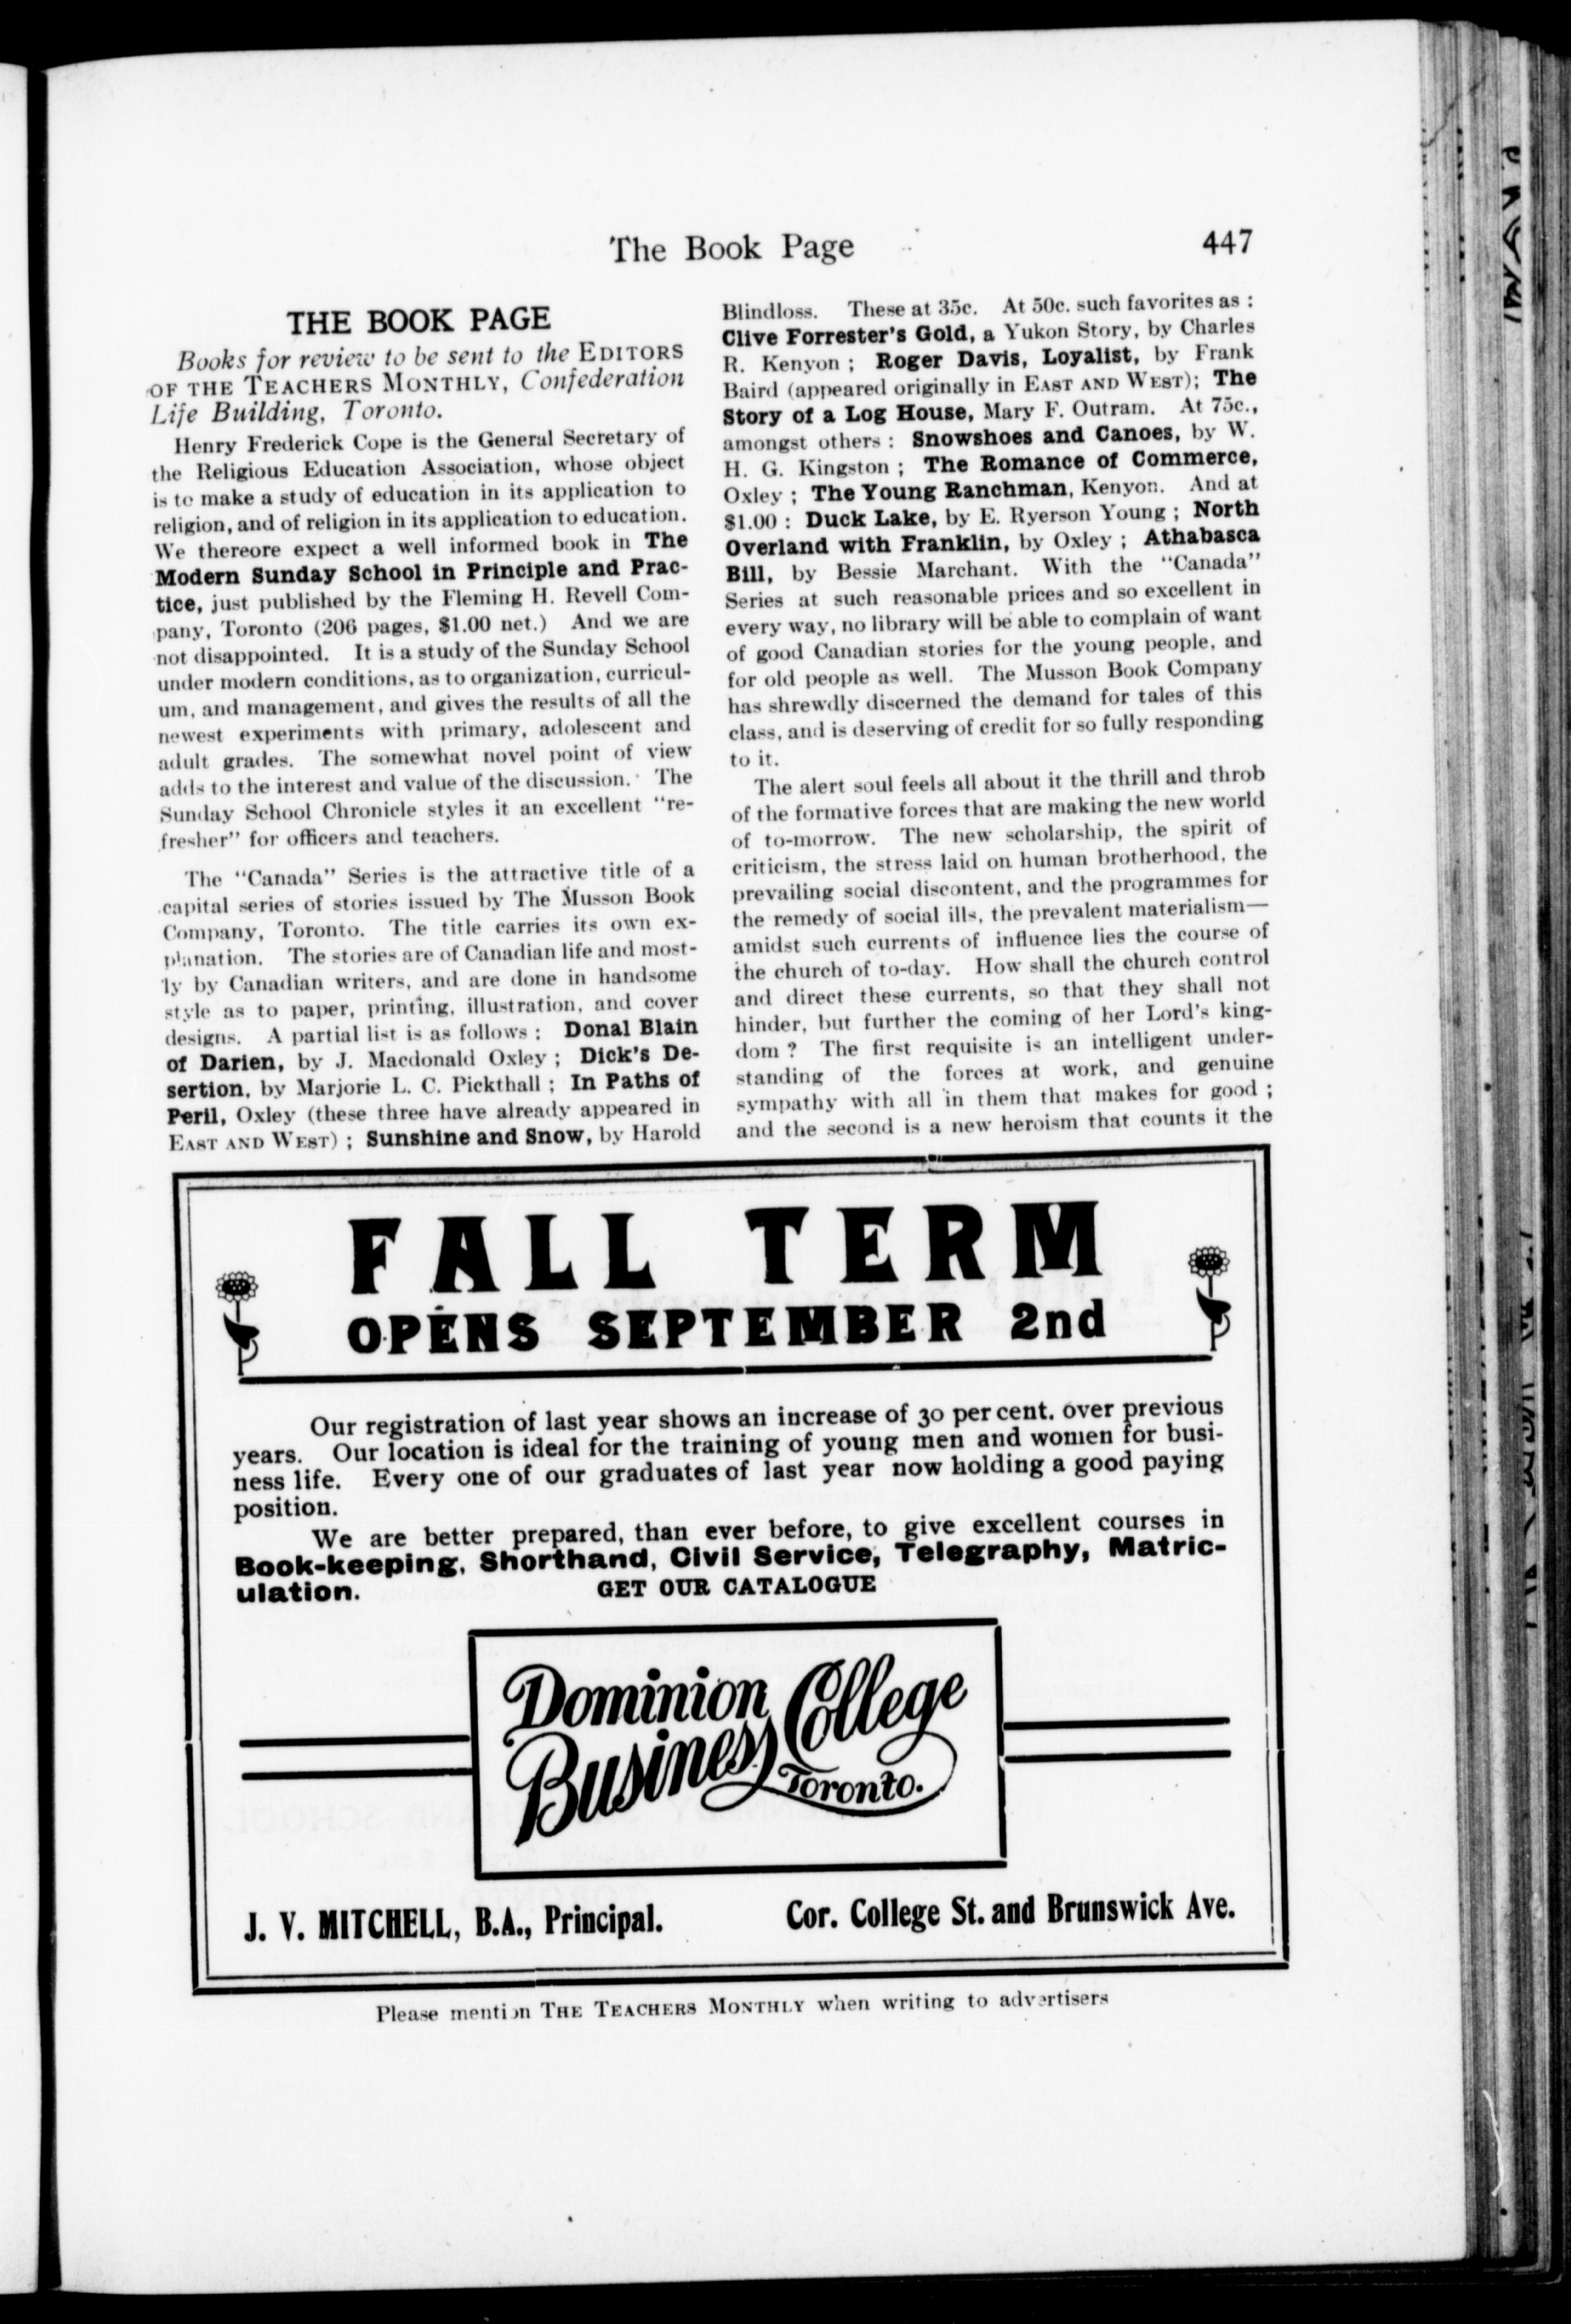 The Book Page
447
THE BOOK PAGE
Books for review to be sent to the EDITORS
OF THE TEACHERS MONTHLY, Confederation
Life Building, Toronto.
Henry Frederick Cope is the General Secretary of
the Religious Education Association, whose object
is to make a study of education in its application to
religion, and of religion in its application to education.
We thereore expect a well informed book in The
Modern Sunday School in Principle and Prac-
tice, just published by the Fleming H. Revell Com-
pany, Toronto (206 pages, $1.00 net.) And we are
not disappointed. It is a study of the Sunday School
under modern conditions, as to organization, curricul-
um, and management, and gives the results of all the
newest experiments with primary, adolescent and
adult grades. The somewhat novel point of view
adds to the interest and value of the discussion. The
Sunday School Chronicle styles it an excellent "re-
fresher" for officers and teachers.
The "Canada" Series is the attractive title of a
capital series of stories issued by The Musson Book
Company, Toronto. The title carries its own ex-
planation. The stories are of Canadian life and most-
ly by Canadian writers, and are done in handsome
style as to paper, printing, illustration, and cover
designs. A partial list is as follows : Donal Blain
of Darien, by J. Macdonald Oxley ; Dick's De-
sertion, by Marjorie L. C. Pickthall ; In Paths of
Peril, Oxley (these three have already appeared in
EAST AND WEST) ; Sunshine and Snow, by Harold
Blindloss. These at 35c. At 50c. such favorites as :
Clive Forrester's Gold, a Yukon Story, by Charles
R. Kenyon ; Roger Davis, Loyalist, by Frank
Baird (appeared originally in EAST AND WEST); The
Story of a Log House, Mary F. Outram. At 75c.,
amongst others : Snowshoes and Canoes, by W.
H. G. Kingston ; The Romance of Commerce,
Oxley ; The Young Ranchman, Kenyon. And at
$1.00 : Duck Lake, by E. Ryerson Young ; North
Overland with Franklin, by Oxley ; Athabasca
Bill, by Bessie Marchant. With the "Canada"
Series at such reasonable prices and so excellent in
every way, no library will be able to complain of want
of good Canadian stories for the young people, and
for old people as well. The Musson Book Company
has shrewdly discerned the demand for tales of this
class, and is deserving of credit for so fully responding
to it.
The alert soul feels all about it the thrill and throb
of the formative forces that are making the new world
of to-morrow. The new scholarship, the spirit of
criticism, the stress laid on human brotherhood, the
prevailing social discontent, and the programmes for
the remedy of social ills, the prevalent materialism—
amidst such currents of influence lies the course of
the church of to-day. How shall the church control
and direct these currents, so that they shall not
hinder, but further the coming of her Lord's king-
dom ? The first requisite is an intelligent under-
standing of the forces at work, and genuine
sympathy with all in them that makes for good ;
and the second is a new heroism that counts it the
FALL TERM
OPENS SEPTEMBER 2nd
Our registration of last year shows an increase of 30 per cent. over previous
years. Our location is ideal for the training of young men and women for busi-
ness life. Every one of our graduates of last year now holding a good paying
position.
We are better prepared, than ever before, to give excellent courses in
Book-keeping, Shorthand, Civil Service, Telegraphy, Matric-
ulation. GET OUR CATALOGUE
Dominion
Business College
Toronto.
J. V. MITCHELL, B.A., Principal. Cor. College St. and Brunswick Ave.
Please mention THE TEACHERS MONTHLY when writing to advertisers